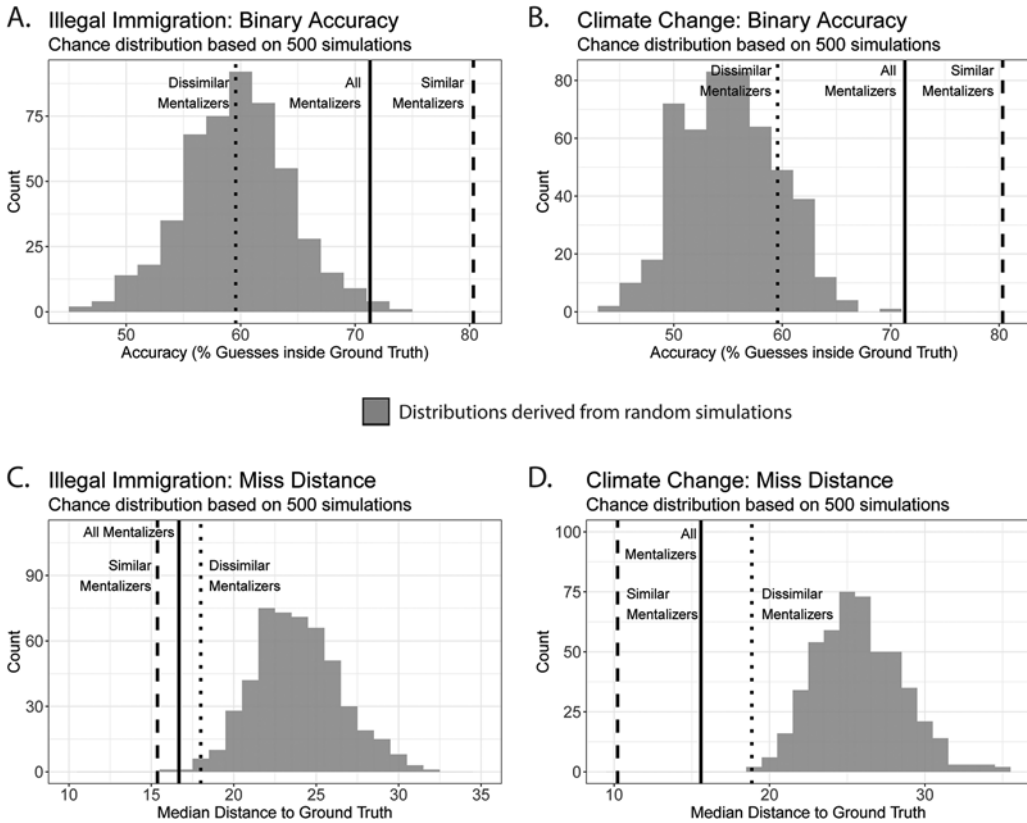 A. Illegal Immigration: Binary Accuracy
Chance distribution based on 500 simulations
Dissimilar
Mentalizers
All
Mentalizers
Similar
Mentalizers
75
50
25
0
Count
50 60 70 80
Accuracy (% Guesses inside Ground Truth)
B. Climate Change: Binary Accuracy
Chance distribution based on 500 simulations
Dissimilar
Mentalizers
All
Mentalizers
Similar
Mentalizers
80
60
40
20
0
Count
50 60 70 80
Accuracy (% Guesses inside Ground Truth)
Distributions derived from random simulations
C. Illegal Immigration: Miss Distance
Chance distribution based on 500 simulations
All Mentalizers
Similar
Mentalizers
Dissimilar
Mentalizers
90
60
30
0
Count
10 15 20 25 30 35
Median Distance to Ground Truth
D. Climate Change: Miss Distance
Chance distribution based on 500 simulations
All
Mentalizers
Similar
Mentalizers
Dissimilar
Mentalizers
100
75
50
25
0
Count
10 20 30
Median Distance to Ground Truth